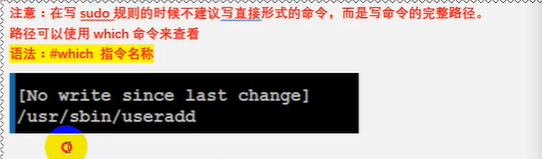 注意：在写 sudo 规则的时候不建议写直接形式的命令，而是写命令的完整路径。
路径可以使用 which 命令来查看
语法：#which 指令名称
[No write since last change]
/usr/sbin/useradd